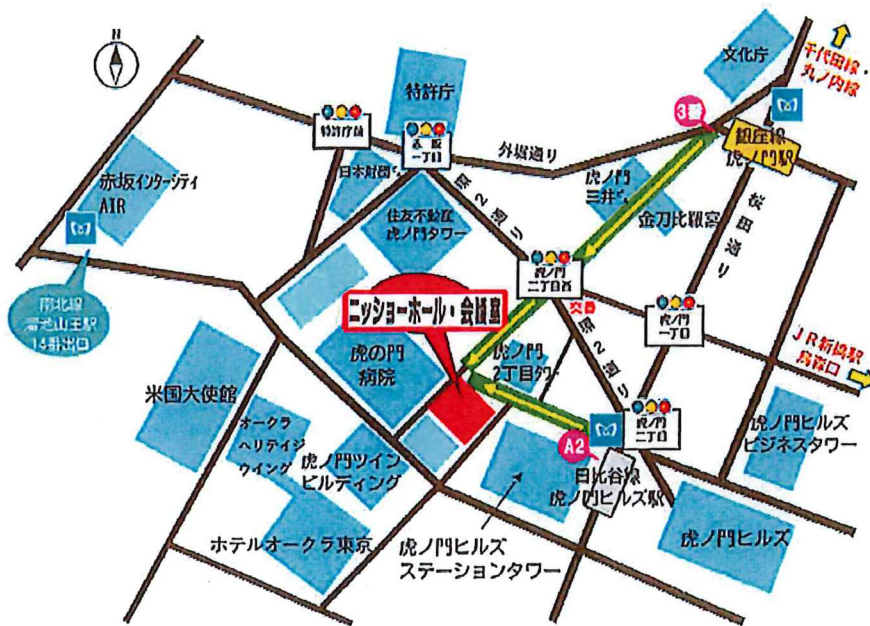 N
文化庁
千代田線・
丸ノ内線
特許庁
3番
銀座線
虎ノ門駅
特許庁前
赤坂
一丁目
外堀通り
日本財団ビル
虎ノ門
三井ビル
金刀比羅宮
桜田通り
赤坂インターシティ
AIR
住友不動産
虎ノ門タワー
第2通り
虎ノ門
二丁目西
交番
虎ノ門
一丁目
南北線
溜池山王駅
14番出口
ニッショーホール・会議室
JR新橋駅
烏森口
虎の門
病院
虎ノ門
2丁目タワー
第2通り
米国大使館
虎ノ門
二丁目
虎ノ門ヒルズ
ビジネスタワー
オークラ
ヘリテイジ
ウイング
虎ノ門ツイン
ビルディング
A2
日比谷線
虎ノ門ヒルズ駅
ホテルオークラ東京
虎ノ門ヒルズ
ステーションタワー
虎ノ門ヒルズ